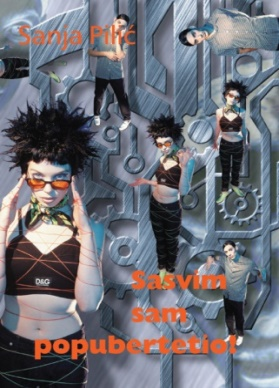 Sanja Pilić
D&G
Sasvim
sam
popubertetio!